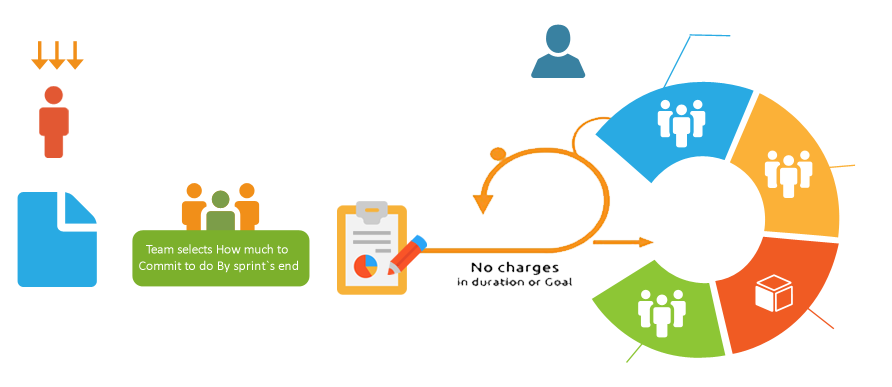 Team selects How much to
Commit to do By sprint`s end
No charges
in duration or Goal